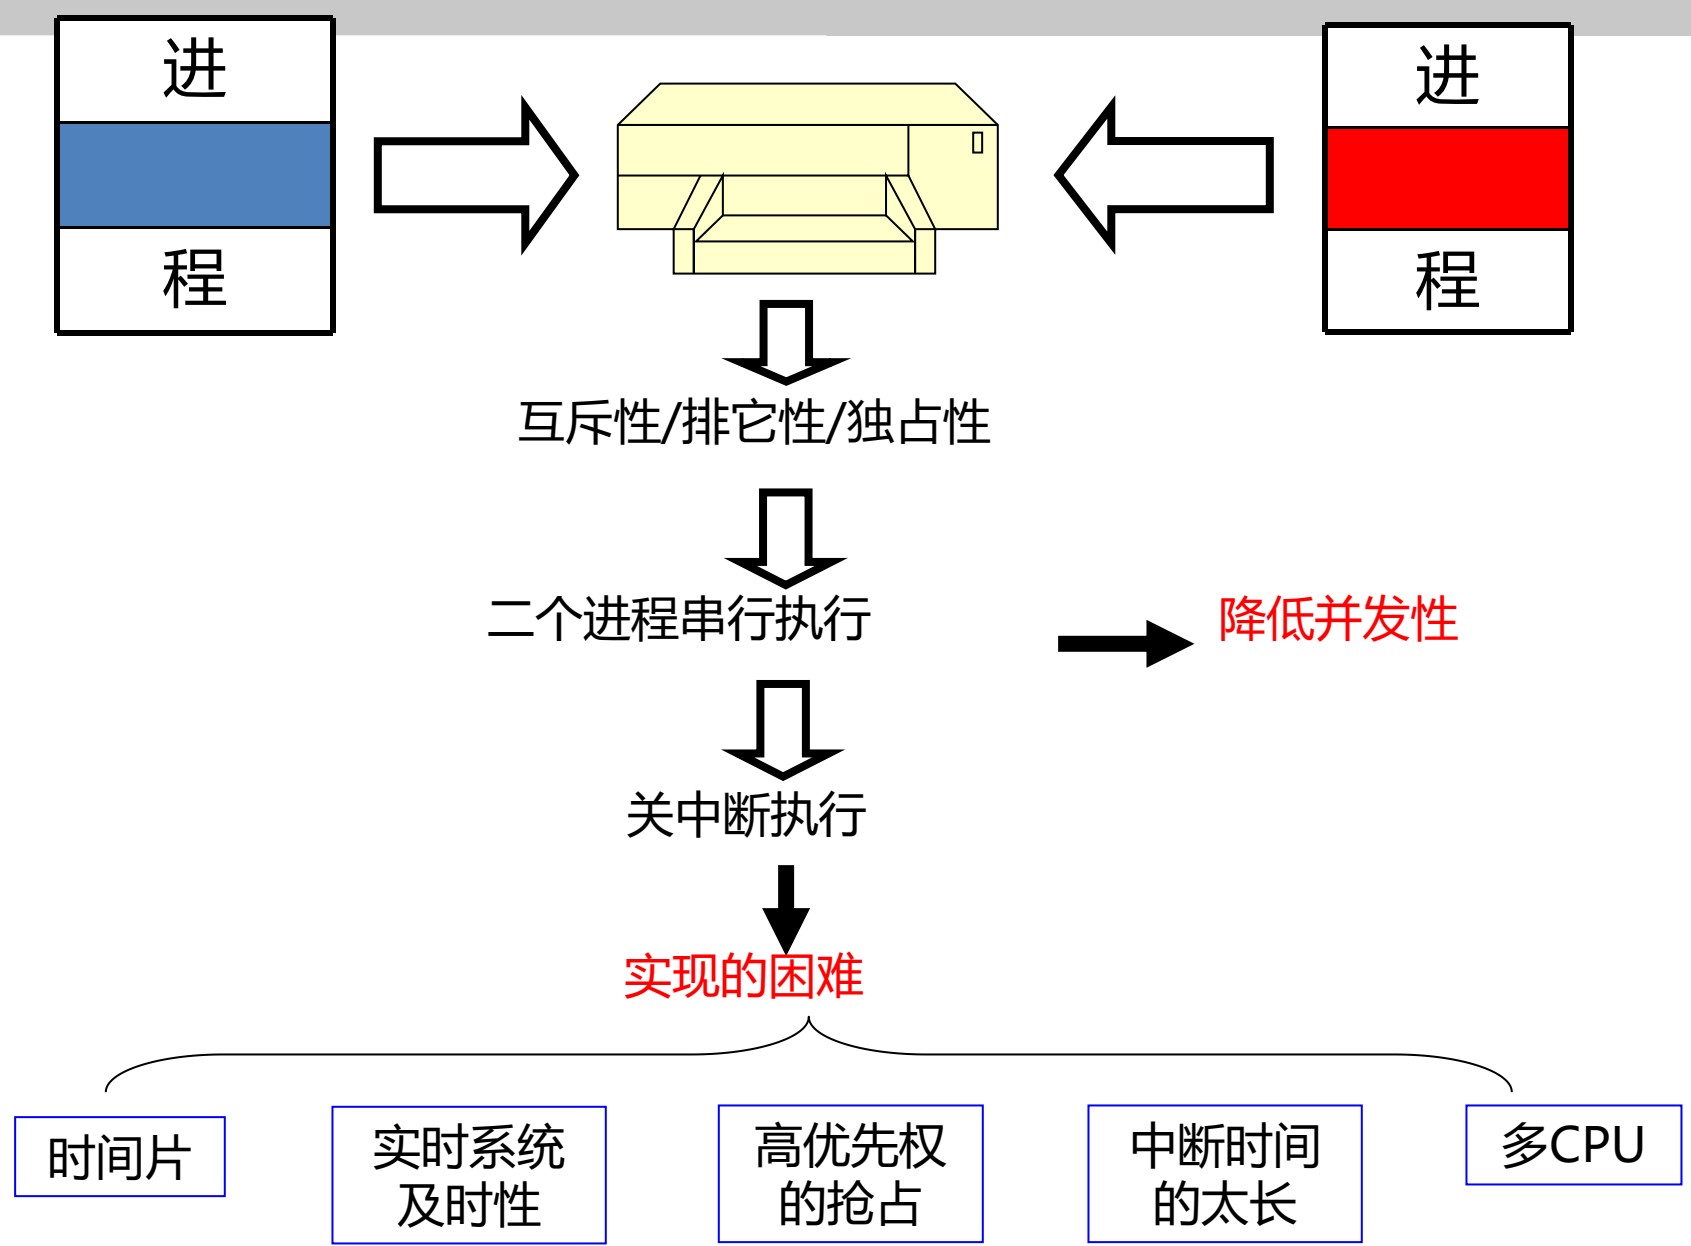 进
程
进
程
互斥性/排它性/独占性
二个进程串行执行
降低并发性
关中断执行
实现的困难
时间片
实时系统
及时性
高优先权
的抢占
中断时间
的太长
多CPU